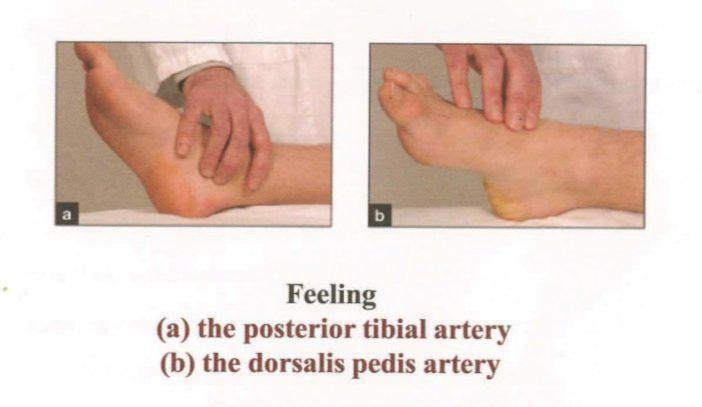 a
b
Feeling
(a) the posterior tibial artery
(b) the dorsalis pedis artery